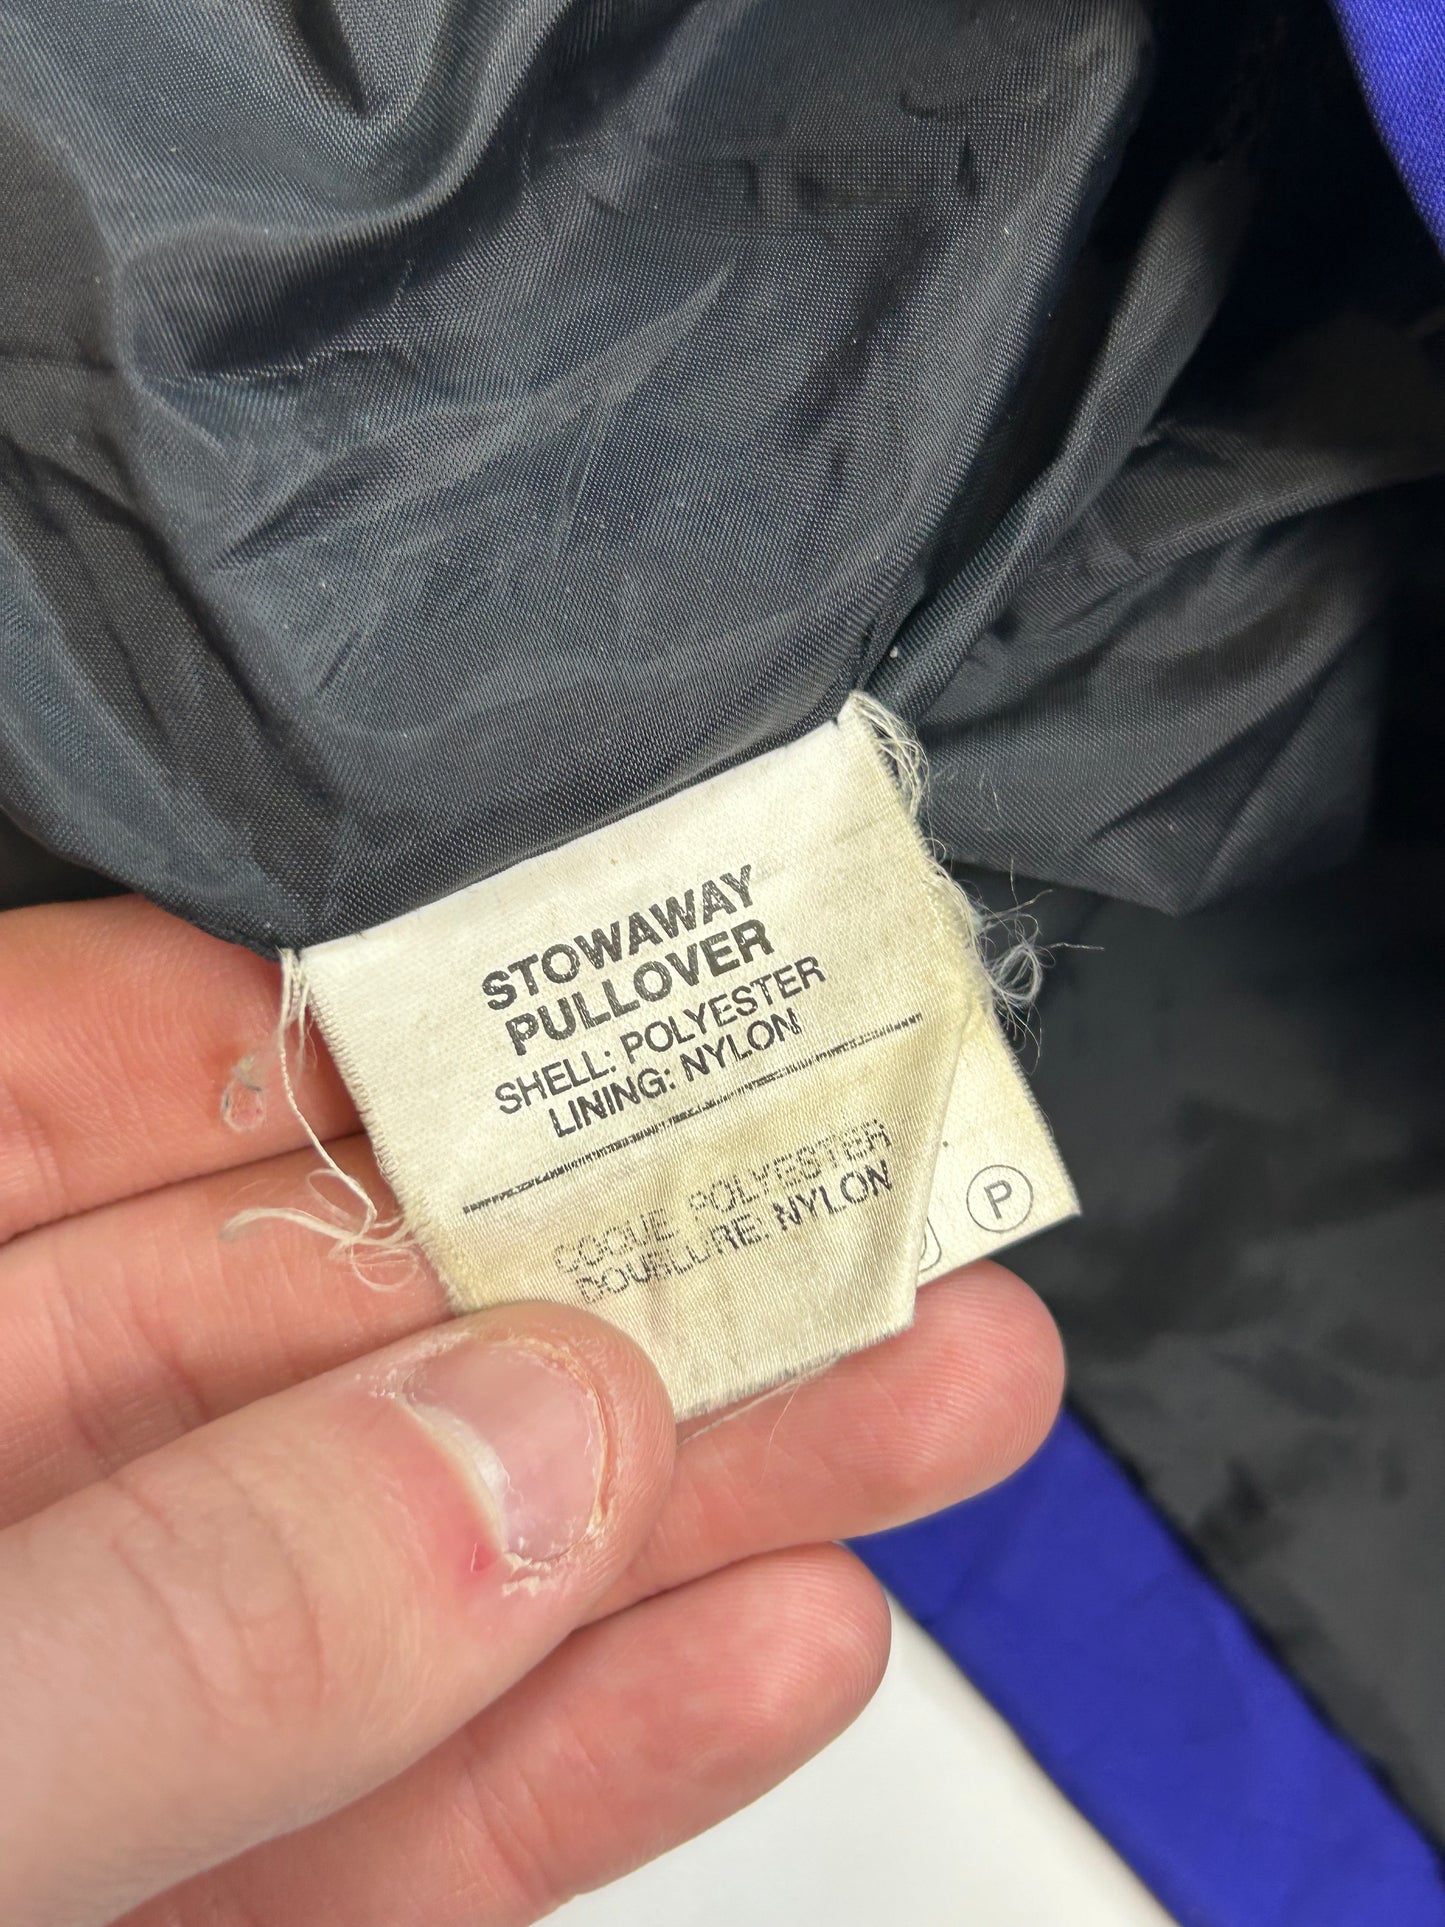 STOWAWAY
PULLOVER
SHELL: POLYESTER
LINING: NYLON
COQUE POLYESTER
DOUBLURE: NYLON
P